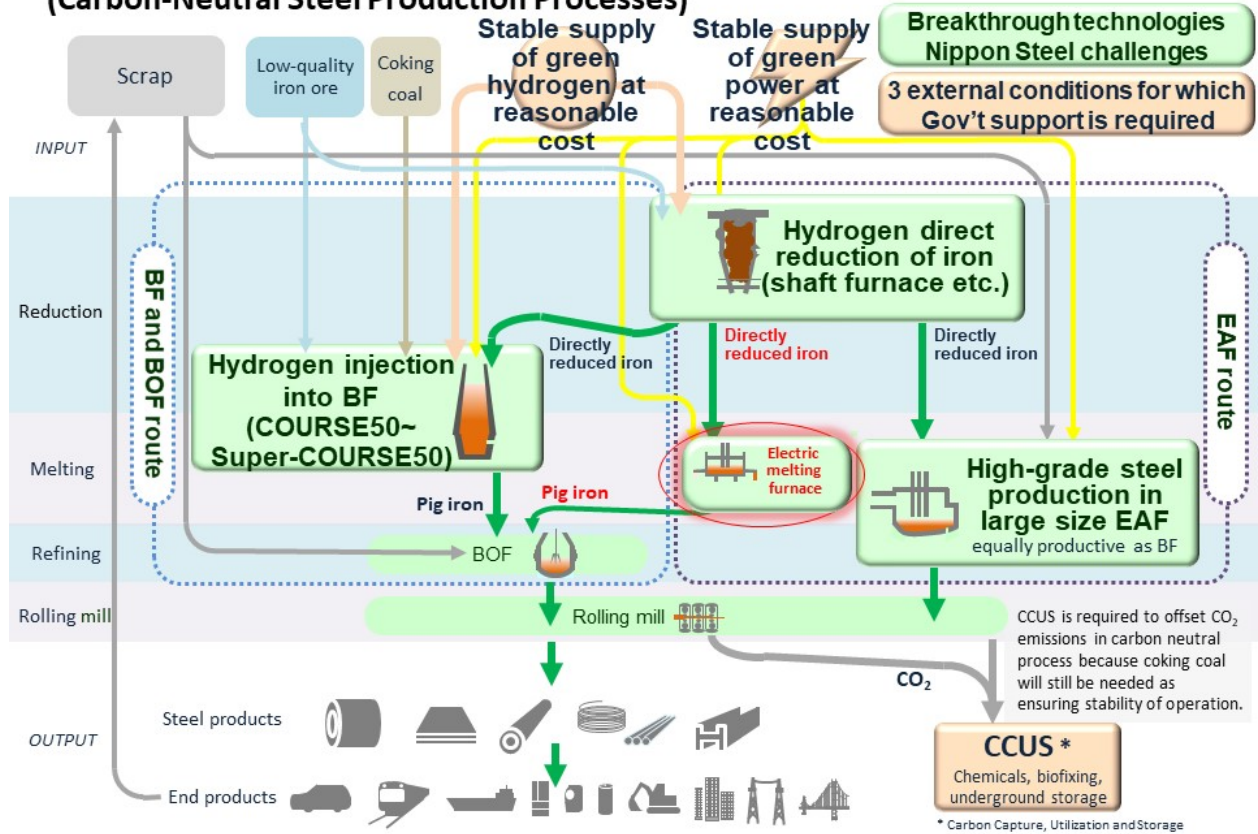 (Carbon-Neutral Steel Production Processes)
Scrap
Low-quality
iron ore
Coking
coal
Stable supply
of green
hydrogen at
reasonable
cost
Stable supply
of green
power at
reasonable
cost
Breakthrough technologies
Nippon Steel challenges
3 external conditions for which
Gov't support is required
INPUT
BF and BOF route
EAF route
Hydrogen direct
reduction of iron
(shaft furnace etc.)
Reduction
Directly
reduced iron
Directly
reduced iron
Directly
reduced iron
Hydrogen injection
into BF
(COURSE50~
Super-COURSE50)
Melting
Electric
melting
furnace
High-grade steel
production in
large size EAF
equally productive as BF
Pig iron
Pig iron
Refining
BOF
Rolling mill
Rolling mill
CCUS is required to offset CO₂
emissions in carbon neutral
process because coking coal
will still be needed as
ensuring stability of operation.
CO₂
Steel products
OUTPUT
CCUS *
Chemicals, biofixing,
underground storage
End products
* Carbon Capture, Utilization and Storage